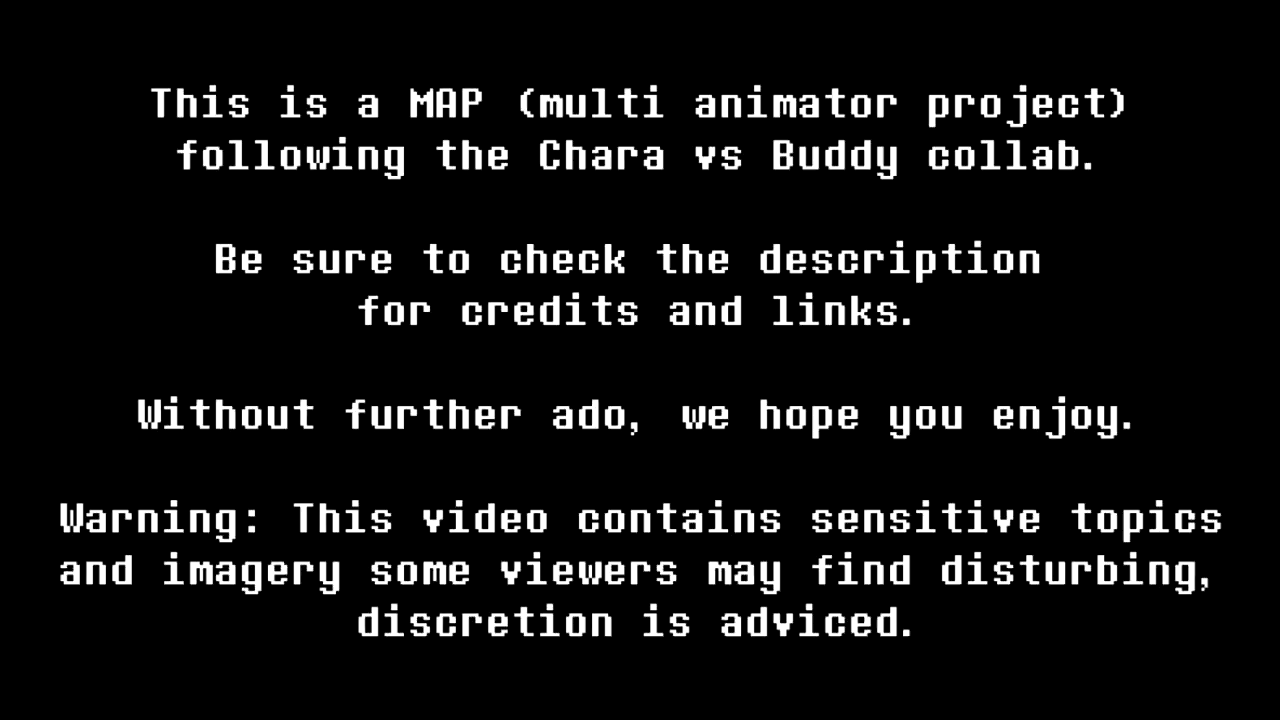 This is a MAP (multi animator project)
following the Chara vs Buddy collab.
Be sure to check the description
for credits and links.
Without further ado, we hope you enjoy.
Warning: This video contains sensitive topics
and imagery some viewers may find disturbing,
discretion is adviced.